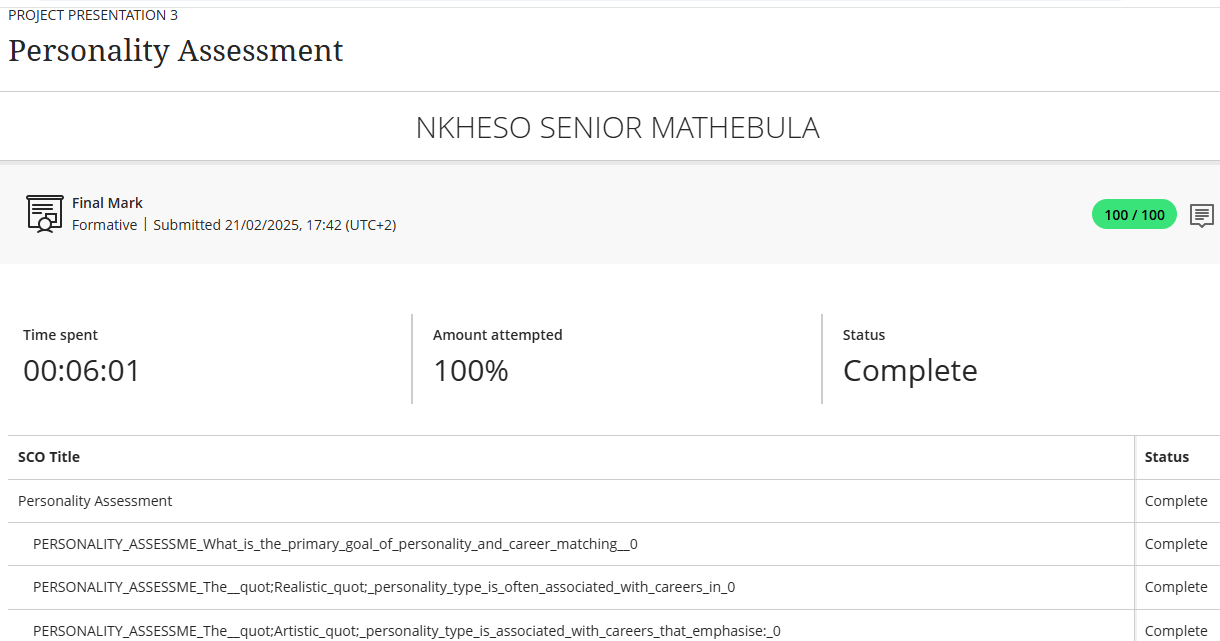 PROJECT PRESENTATION 3
Personality Assessment
NKHESO SENIOR MATHEBULA
Final Mark
Formative | Submitted 21/02/2025, 17:42 (UTC+2)
100 / 100
Time spent
00:06:01
Amount attempted
100%
Status
Complete
SCO Title Status
Personality Assessment Complete
PERSONALITY_ASSESSME_What_is_the_primary_goal_of_personality_and_career_matching__0 Complete
PERSONALITY_ASSESSME_The__quot;Realistic_quot;_personality_type_is_often_associated_with_careers_in_0 Complete
PERSONALITY_ASSESSME_The__quot;Artistic_quot;_personality_type_is_associated_with_careers_that_emphasise:_0 Complete